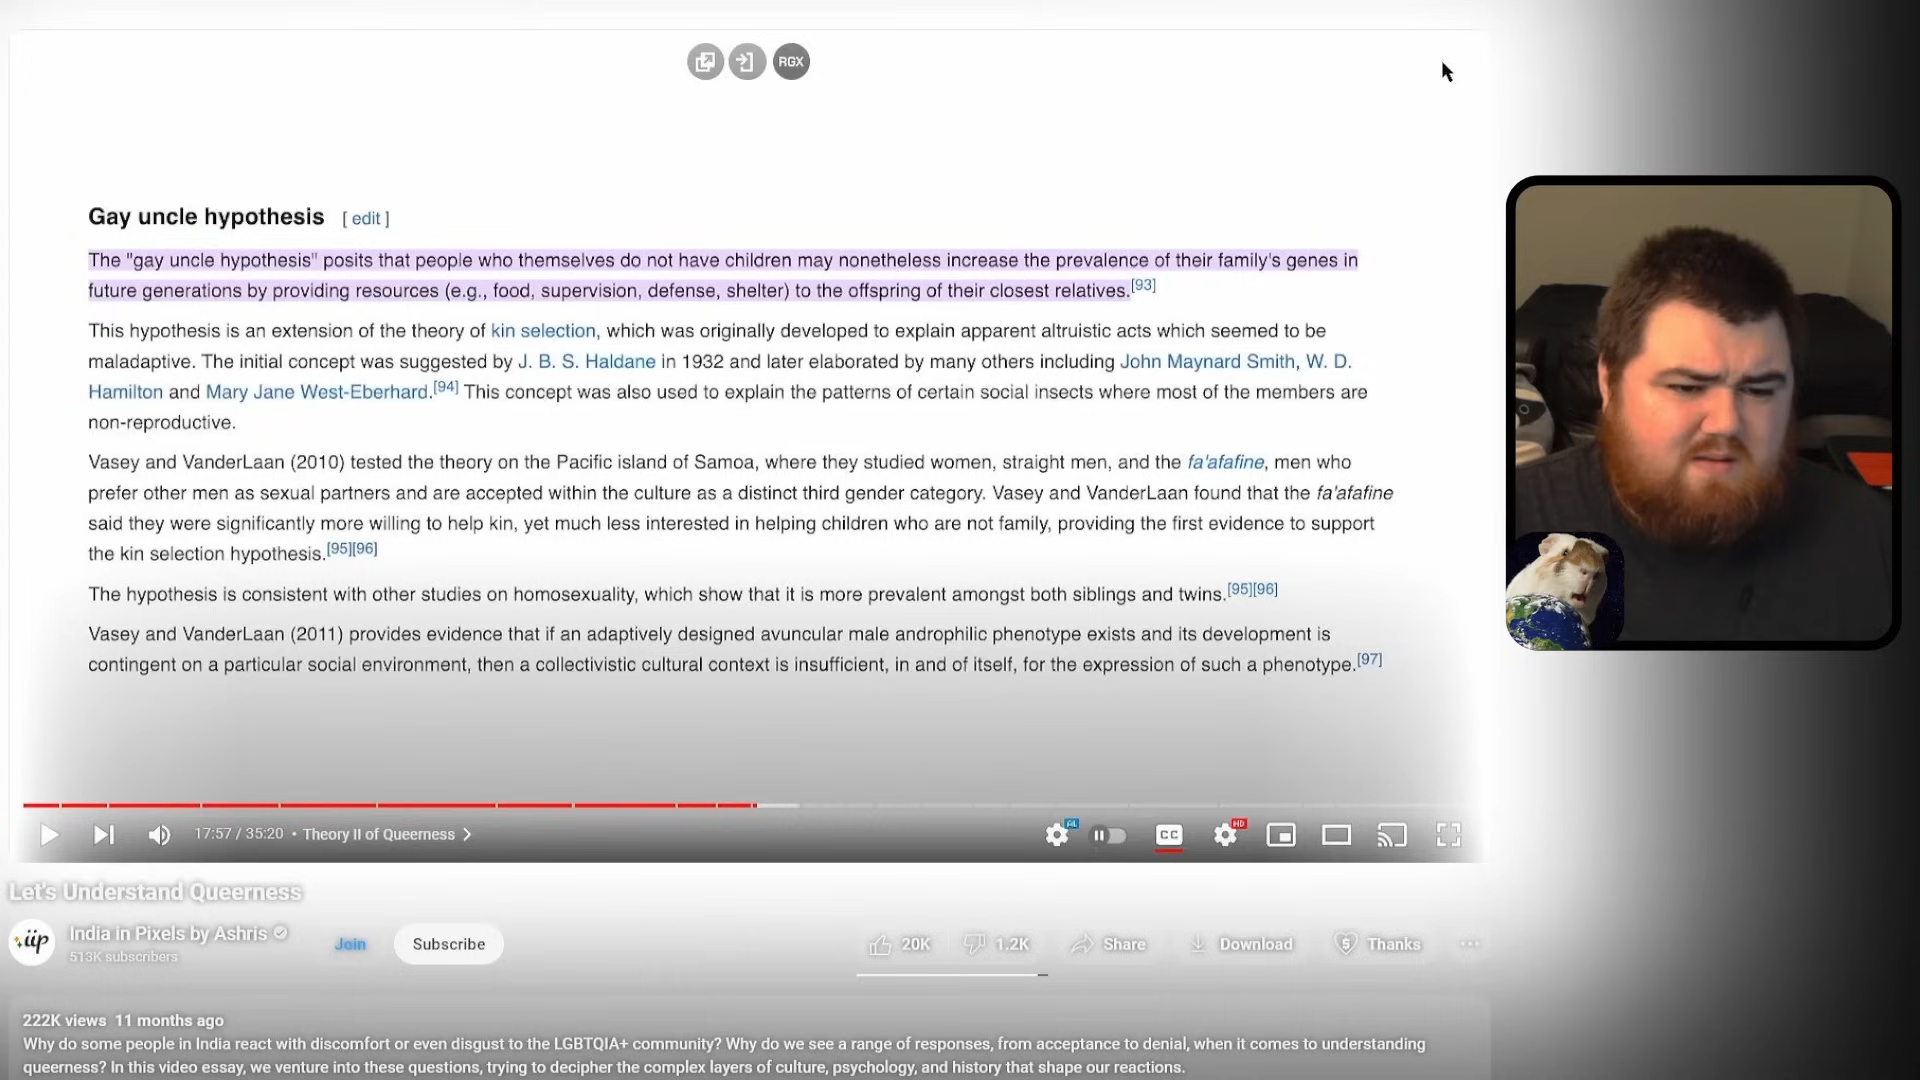 RGX
Gay uncle hypothesis [ edit ]
The "gay uncle hypothesis" posits that people who themselves do not have children may nonetheless increase the prevalence of their family's genes in
future generations by providing resources (e.g., food, supervision, defense, shelter) to the offspring of their closest relatives.[93]
This hypothesis is an extension of the theory of kin selection, which was originally developed to explain apparent altruistic acts which seemed to be
maladaptive. The initial concept was suggested by J. B. S. Haldane in 1932 and later elaborated by many others including John Maynard Smith, W. D.
Hamilton and Mary Jane West-Eberhard.[94] This concept was also used to explain the patterns of certain social insects where most of the members are
non-reproductive.
Vasey and VanderLaan (2010) tested the theory on the Pacific island of Samoa, where they studied women, straight men, and the fa'afafine, men who
prefer other men as sexual partners and are accepted within the culture as a distinct third gender category. Vasey and VanderLaan found that the fa'afafine
said they were significantly more willing to help kin, yet much less interested in helping children who are not family, providing the first evidence to support
the kin selection hypothesis.[95][96]
The hypothesis is consistent with other studies on homosexuality, which show that it is more prevalent amongst both siblings and twins.[95][96]
Vasey and VanderLaan (2011) provides evidence that if an adaptively designed avuncular male androphilic phenotype exists and its development is
contingent on a particular social environment, then a collectivistic cultural context is insufficient, in and of itself, for the expression of such a phenotype.[97]
17:57 / 35:20 • Theory II of Queerness
CC
HD
Let's Understand Queerness
iip
India in Pixels by Ashris
513K subscribers
Join
Subscribe
20K
1.2K
Share
Download
Thanks
222K views 11 months ago
Why do some people in India react with discomfort or even disgust to the LGBTQIA+ community? Why do we see a range of responses, from acceptance to denial, when it comes to understanding
queerness? In this video essay, we venture into these questions, trying to decipher the complex layers of culture, psychology, and history that shape our reactions.